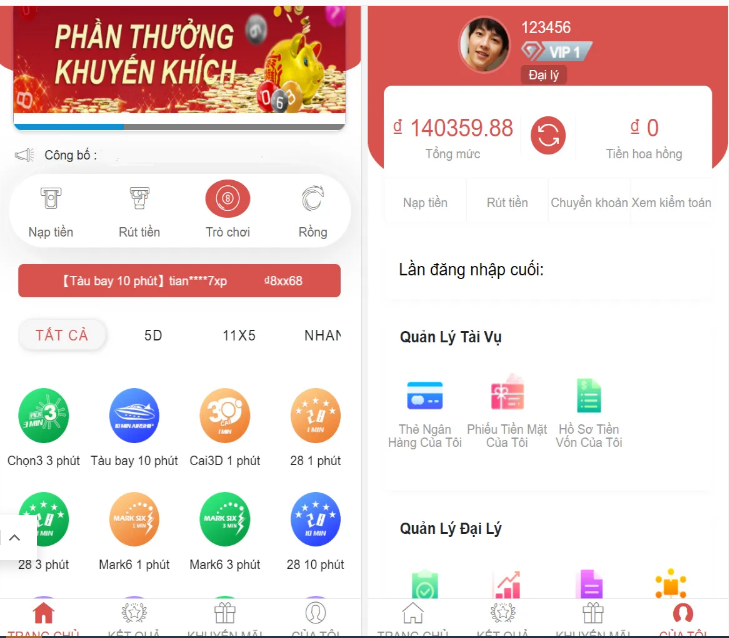 PHẦN THƯỞNG
KHUYẾN KHÍCH
Công bố :
Nạp tiền
Rút tiền
Trò chơi
Rồng
【Tàu bay 10 phút】tian****7xp
₫8xx68
TẤT CẢ
5D
11X5
NHAN
3 MIN
10 MIN AIRSHIP
1 MIN
28
1 MIN
Chọn3 3 phút
Tàu bay 10 phút
Cai3D 1 phút
28 1 phút
28
MIN
MARK SIX
1 MIN
MARK SIX
3 MIN
28
10 MIN
28 3 phút
Mark6 1 phút
Mark6 3 phút
28 10 phút
TRANG CHỦ
KẾT QUẢ
KHUYẾN MÃI
CỦA TÔI
123456
VIP 1
Đại lý
₫ 140359.88
Tổng mức
₫ 0
Tiền hoa hồng
Nạp tiền
Rút tiền
Chuyển khoản
Xem kiểm toán
Lần đăng nhập cuối:
Quản Lý Tài Vụ
Thẻ Ngân
Hàng Của Tôi
Phiếu Tiền Mặt
Của Tôi
Hồ Sơ Tiền
Vốn Của Tôi
Quản Lý Đại Lý
TRANG CHỦ
KẾT QUẢ
KHUYẾN MÃI
CỦA TÔI